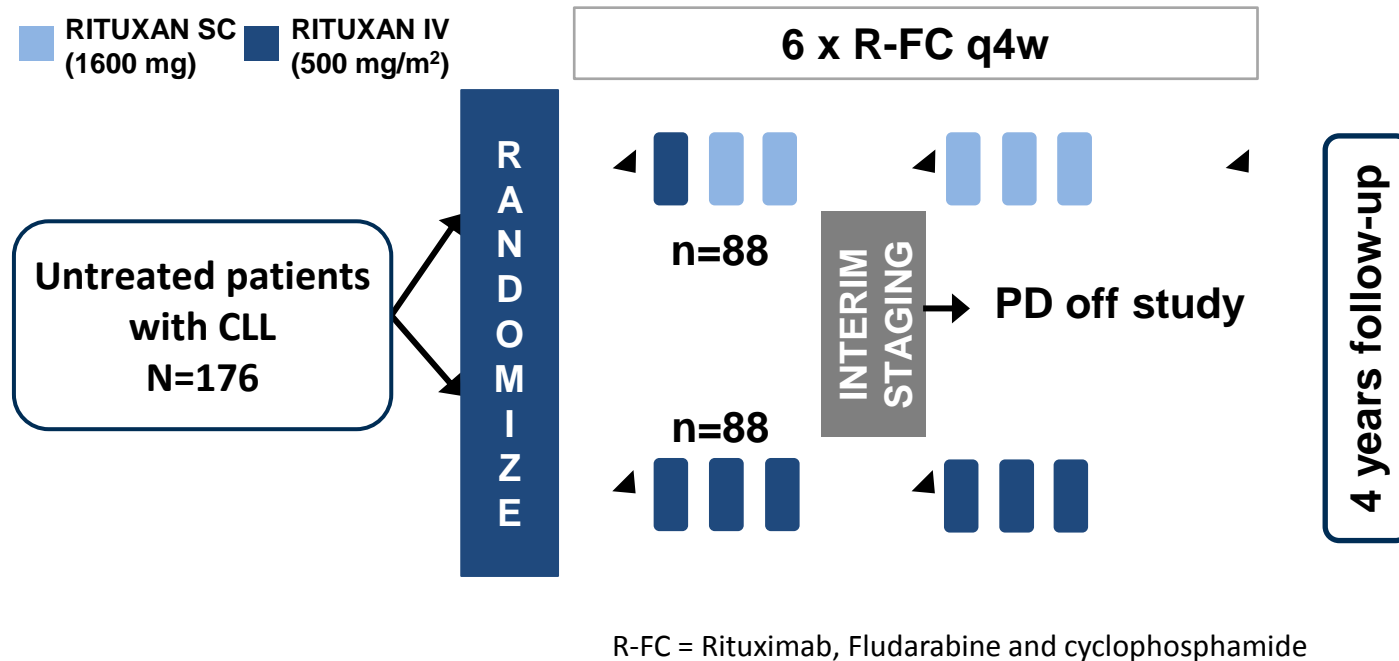 RITUXAN SC
(1600 mg)
RITUXAN IV
(500 mg/m²)
6 x R-FC q4w
Untreated patients
with CLL
N=176
RANDOMIZE
n=88
n=88
INTERIM
STAGING
PD off study
4 years follow-up
R-FC = Rituximab, Fludarabine and cyclophosphamide